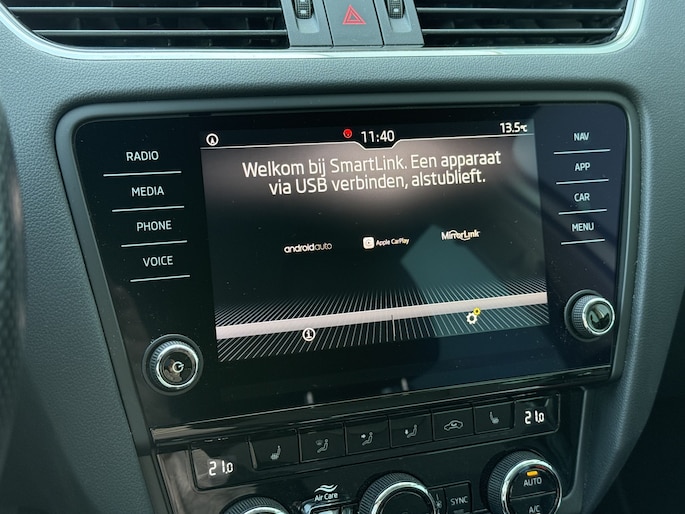 11:40
13.5°C
RADIO
MEDIA
PHONE
VOICE
Welkom bij SmartLink. Een apparaat
via USB verbinden, alstublieft.
androidauto
Apple CarPlay
MirrorLink
NAV
APP
CAR
MENU
21.0
21.0
Air Care
SYNC
AUTO
A/C